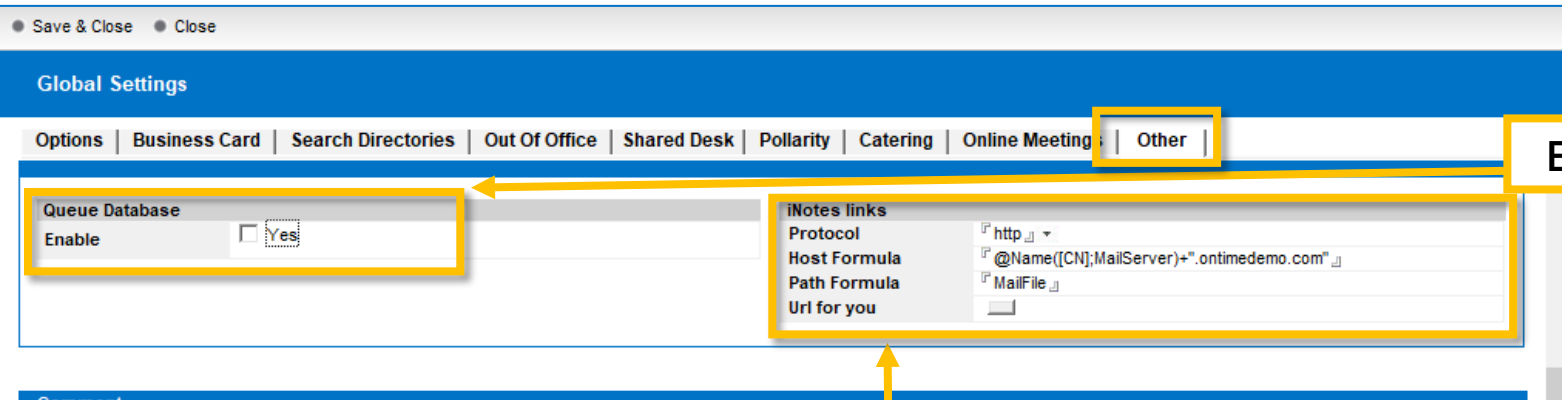 Save & Close Close
Global Settings
Options | Business Card | Search Directories | Out Of Office | Shared Desk | Pollarity | Catering | Online Meetings | Other |
Queue Database
Enable Yes
iNotes links
Protocol http
Host Formula @Name([CN];MailServer)+".ontimedemo.com"
Path Formula MailFile
Url for you